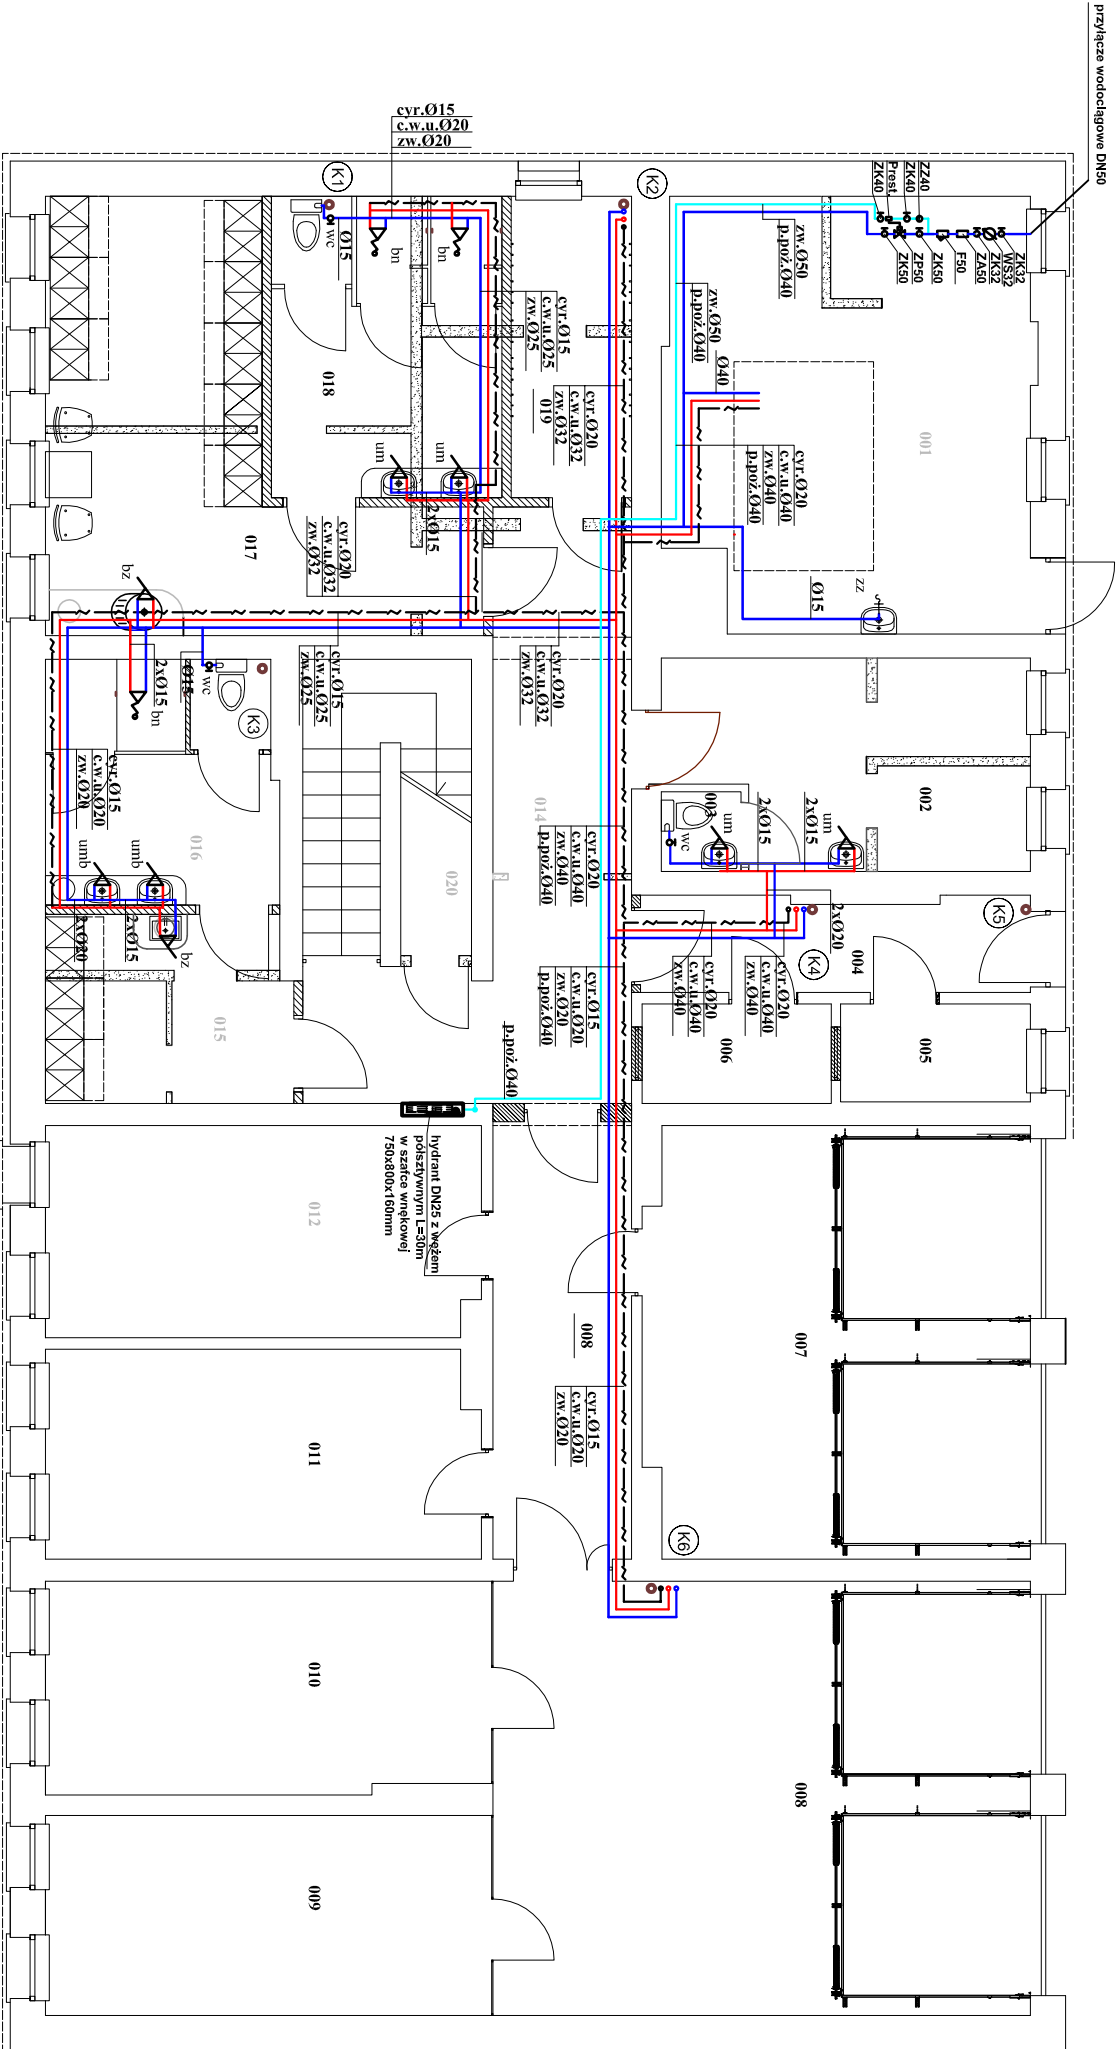 przyłącze wodociągowe DN50
cyr.Ø15
c.w.u.Ø20
zw.Ø20
K1
K2
ZZ40
ZK40
Prest.
ZK40
ZK32
WS32
ZK32
ZA50
F50
ZK50
ZP50
ZK50
zw.Ø50
p.poż.Ø40
zw.Ø50
p.poż.Ø40
Ø40
001
cyr.Ø20
c.w.u.Ø40
zw.Ø40
p.poż.Ø40
zz
Ø15
wc
Ø15
bn
bn
018
cyr.Ø15
c.w.u.Ø25
zw.Ø25
cyr.Ø20
c.w.u.Ø32
zw.Ø32
019
um
um
2xØ15
017
cyr.Ø20
c.w.u.Ø32
zw.Ø32
bz
2xØ15
bn
Ø15
wc
K3
cyr.Ø15
c.w.u.Ø25
zw.Ø25
cyr.Ø20
c.w.u.Ø32
zw.Ø32
cyr.Ø15
c.w.u.Ø20
zw.Ø20
umb
umb
016
2xØ20
2xØ15
bz
015
020
014
cyr.Ø20
c.w.u.Ø40
zw.Ø40
p.poż.Ø40
cyr.Ø15
c.w.u.Ø20
zw.Ø20
p.poż.Ø40
p.poż.Ø40
002
003
um
wc
2xØ15
2xØ15
um
2xØ20
004
K4
K5
cyr.Ø20
c.w.u.Ø40
zw.Ø40
cyr.Ø20
c.w.u.Ø40
zw.Ø40
006
005
hydrant DN25 z wężem
półsztywnym L=30m
w szafce wnękowej
750x800x160mm
012
008
007
011
cyr.Ø15
c.w.u.Ø20
zw.Ø20
K6
010
008
009